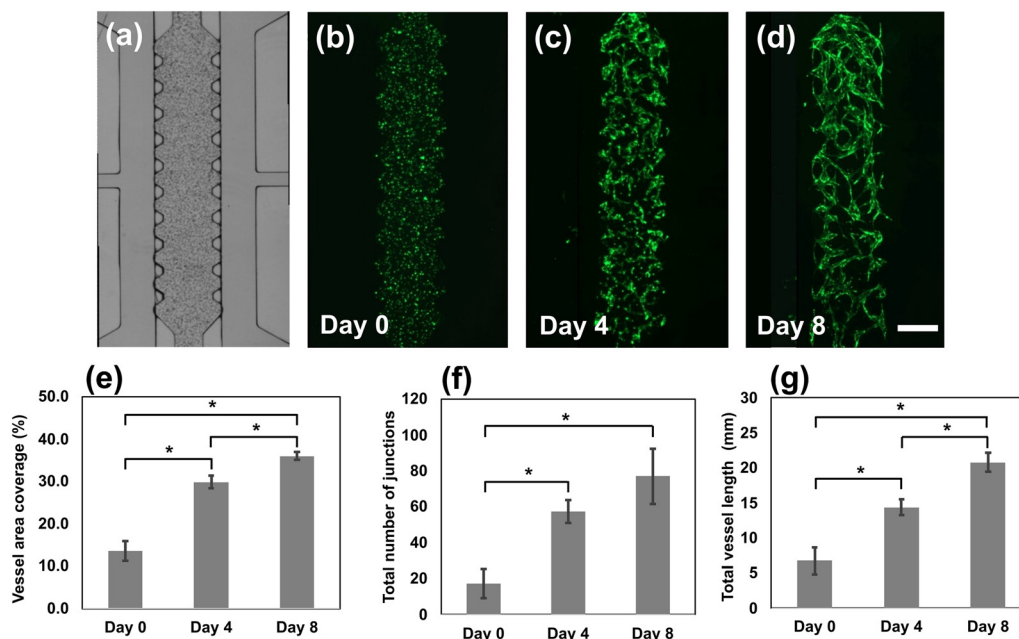 (a)
(b)
(c)
(d)
Day 0
Day 4
Day 8
(e)
Vessel area coverage (%)
50.0
40.0
30.0
20.0
10.0
0.0
*
*
*
Day 0 Day 4 Day 8
(f)
Total number of junctions
120
100
80
60
40
20
0
*
*
Day 0 Day 4 Day 8
(g)
Total vessel length (mm)
30
25
20
15
10
5
0
*
*
*
Day 0 Day 4 Day 8